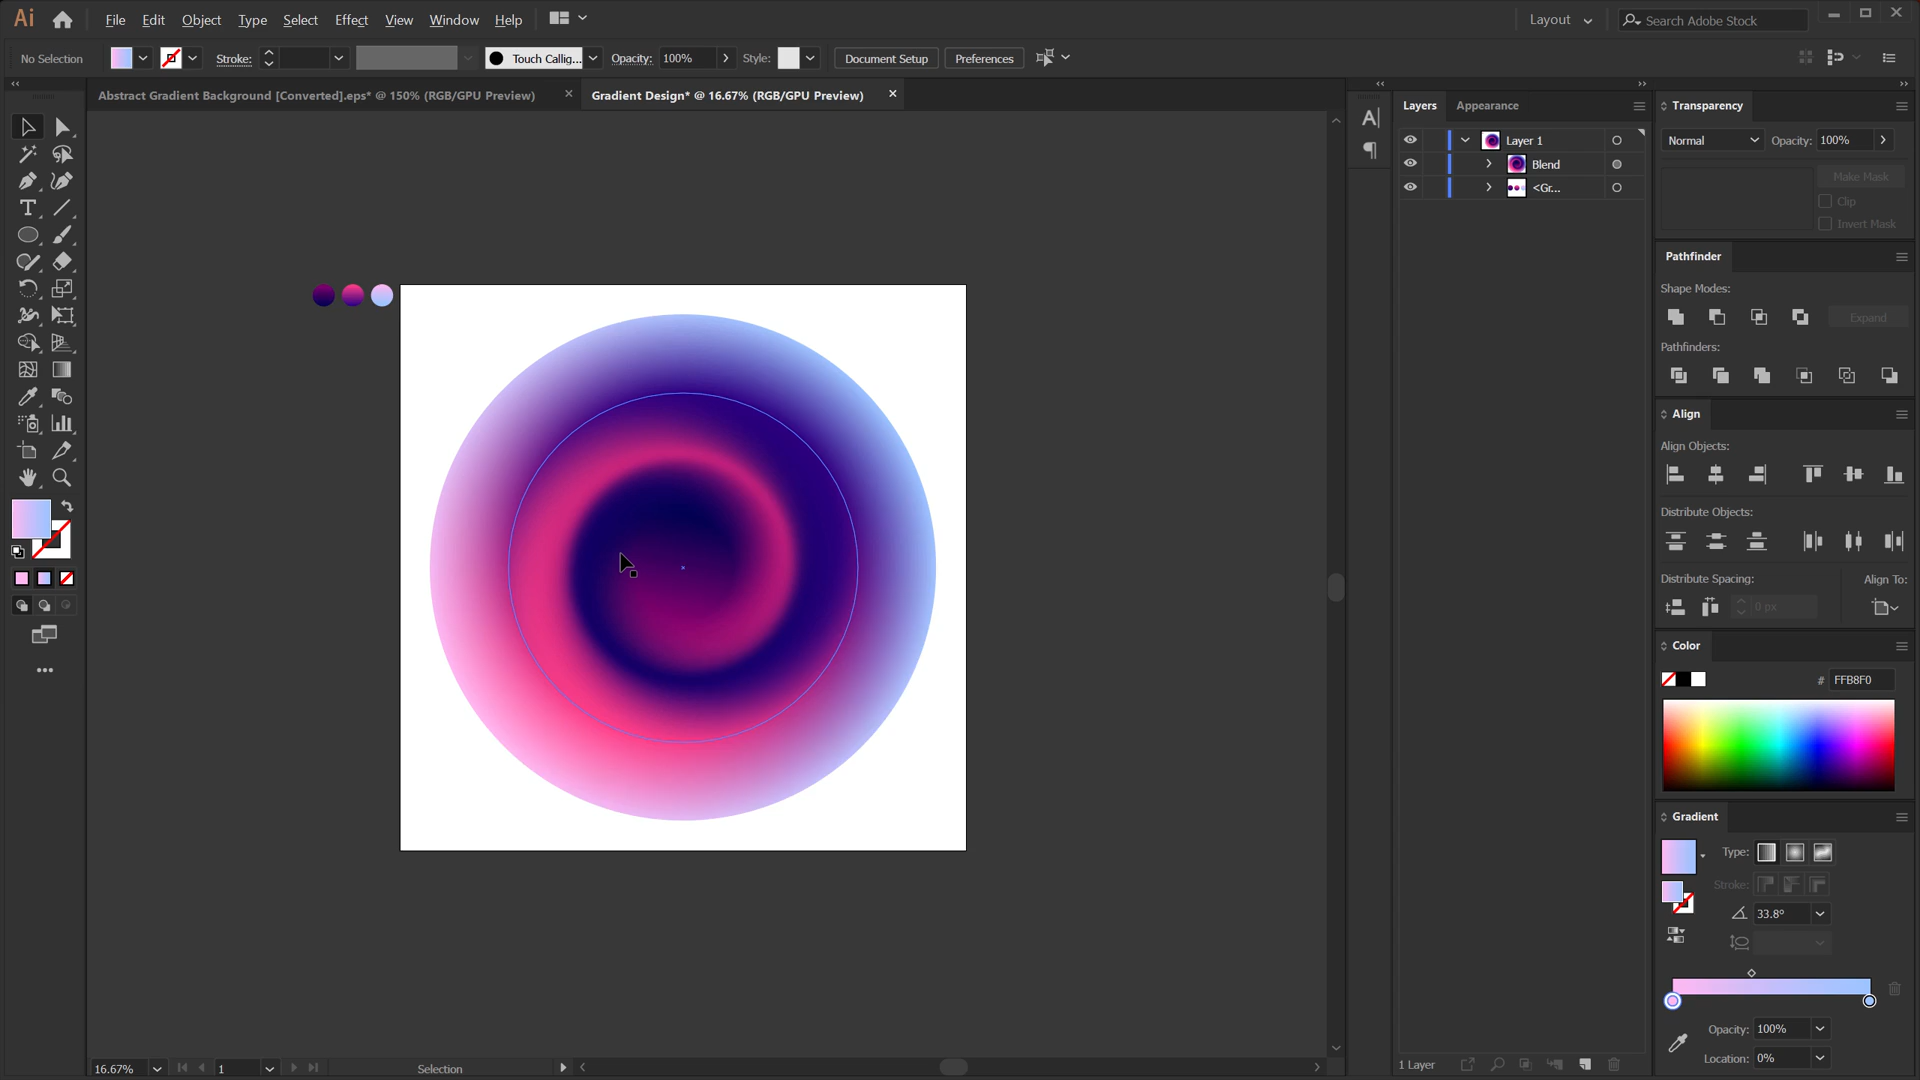 Ai File Edit Object Type Select Effect View Window Help Layout Search Adobe Stock
No Selection Stroke: Touch Callig... Opacity: 100% Style: Document Setup Preferences
Abstract Gradient Background [Converted].eps* @ 150% (RGB/GPU Preview) Gradient Design* @ 16.67% (RGB/GPU Preview)
Layers Appearance
Layer 1
Blend
<Gr...
Transparency
Normal Opacity: 100%
Make Mask
Clip
Invert Mask
Pathfinder
Shape Modes:
Expand
Pathfinders:
Align
Align Objects:
Distribute Objects:
Distribute Spacing: Align To:
0 px
Color
# FFB8F0
Gradient
Type:
Stroke:
33.8°
Opacity: 100%
Location: 0%
16.67% 1 Selection
1 Layer